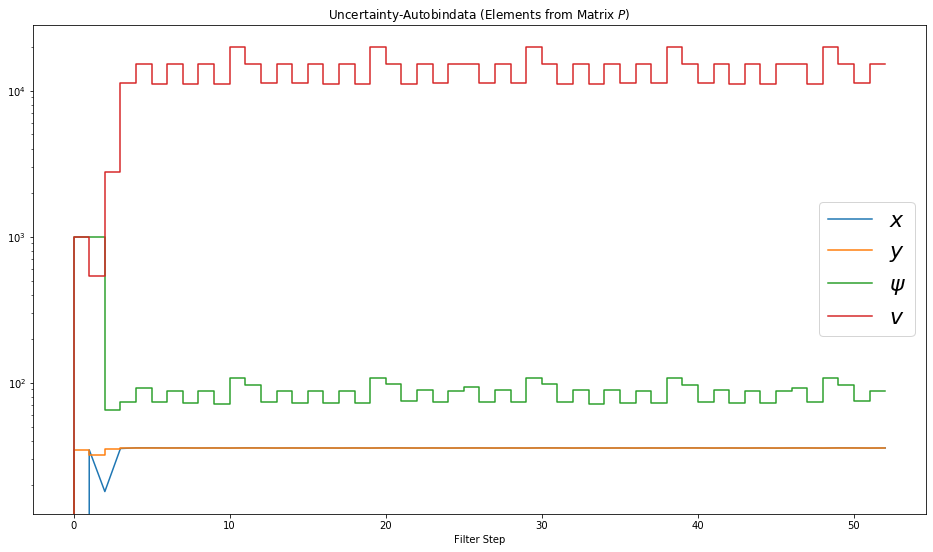 Uncertainty-Autobindata (Elements from Matrix P)
10⁴
10³
10²
x
y
ψ
v
0
10
20
30
40
50
Filter Step